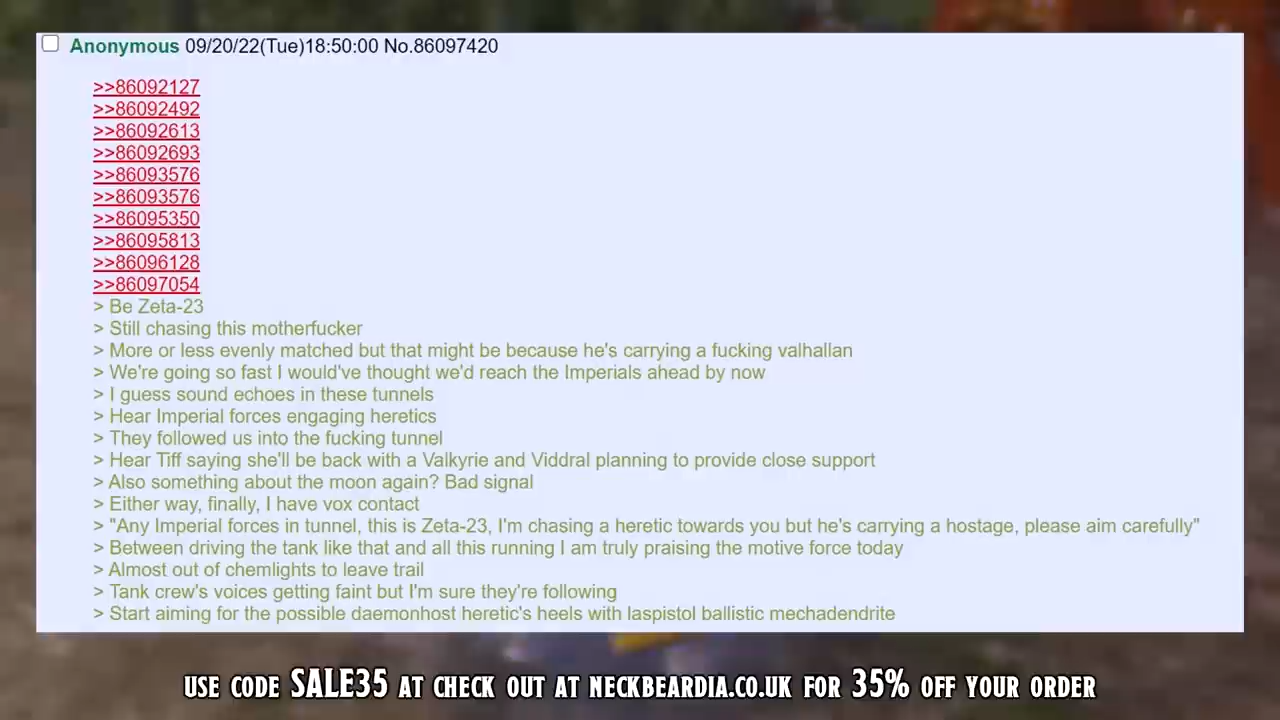 Anonymous 09/20/22(Tue)18:50:00 No.86097420
>>86092127
>>86092492
>>86092613
>>86092693
>>86093576
>>86093576
>>86095350
>>86095813
>>86096128
>>86097054
> Be Zeta-23
> Still chasing this motherfucker
> More or less evenly matched but that might be because he's carrying a fucking valhallan
> We're going so fast I would've thought we'd reach the Imperials ahead by now
> I guess sound echoes in these tunnels
> Hear Imperial forces engaging heretics
> They followed us into the fucking tunnel
> Hear Tiff saying she'll be back with a Valkyrie and Viddral planning to provide close support
> Also something about the moon again? Bad signal
> Either way, finally, I have vox contact
> "Any Imperial forces in tunnel, this is Zeta-23, I'm chasing a heretic towards you but he's carrying a hostage, please aim carefully"
> Between driving the tank like that and all this running I am truly praising the motive force today
> Almost out of chemlights to leave trail
> Tank crew's voices getting faint but I'm sure they're following
> Start aiming for the possible daemonhost heretic's heels with laspistol ballistic mechadendrite
USE CODE SALE35 AT CHECK OUT AT NECKBEARDIA.CO.UK FOR 35% OFF YOUR ORDER